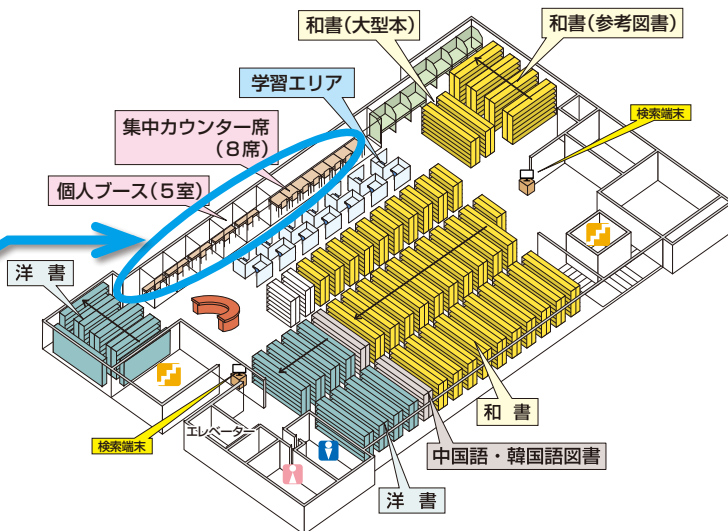 和書(大型本)
和書(参考図書)
学習エリア
検索端末
集中カウンター席
(8席)
個人ブース(5室)
洋 書
和 書
検索端末
エレベーター
中国語・韓国語図書
洋 書